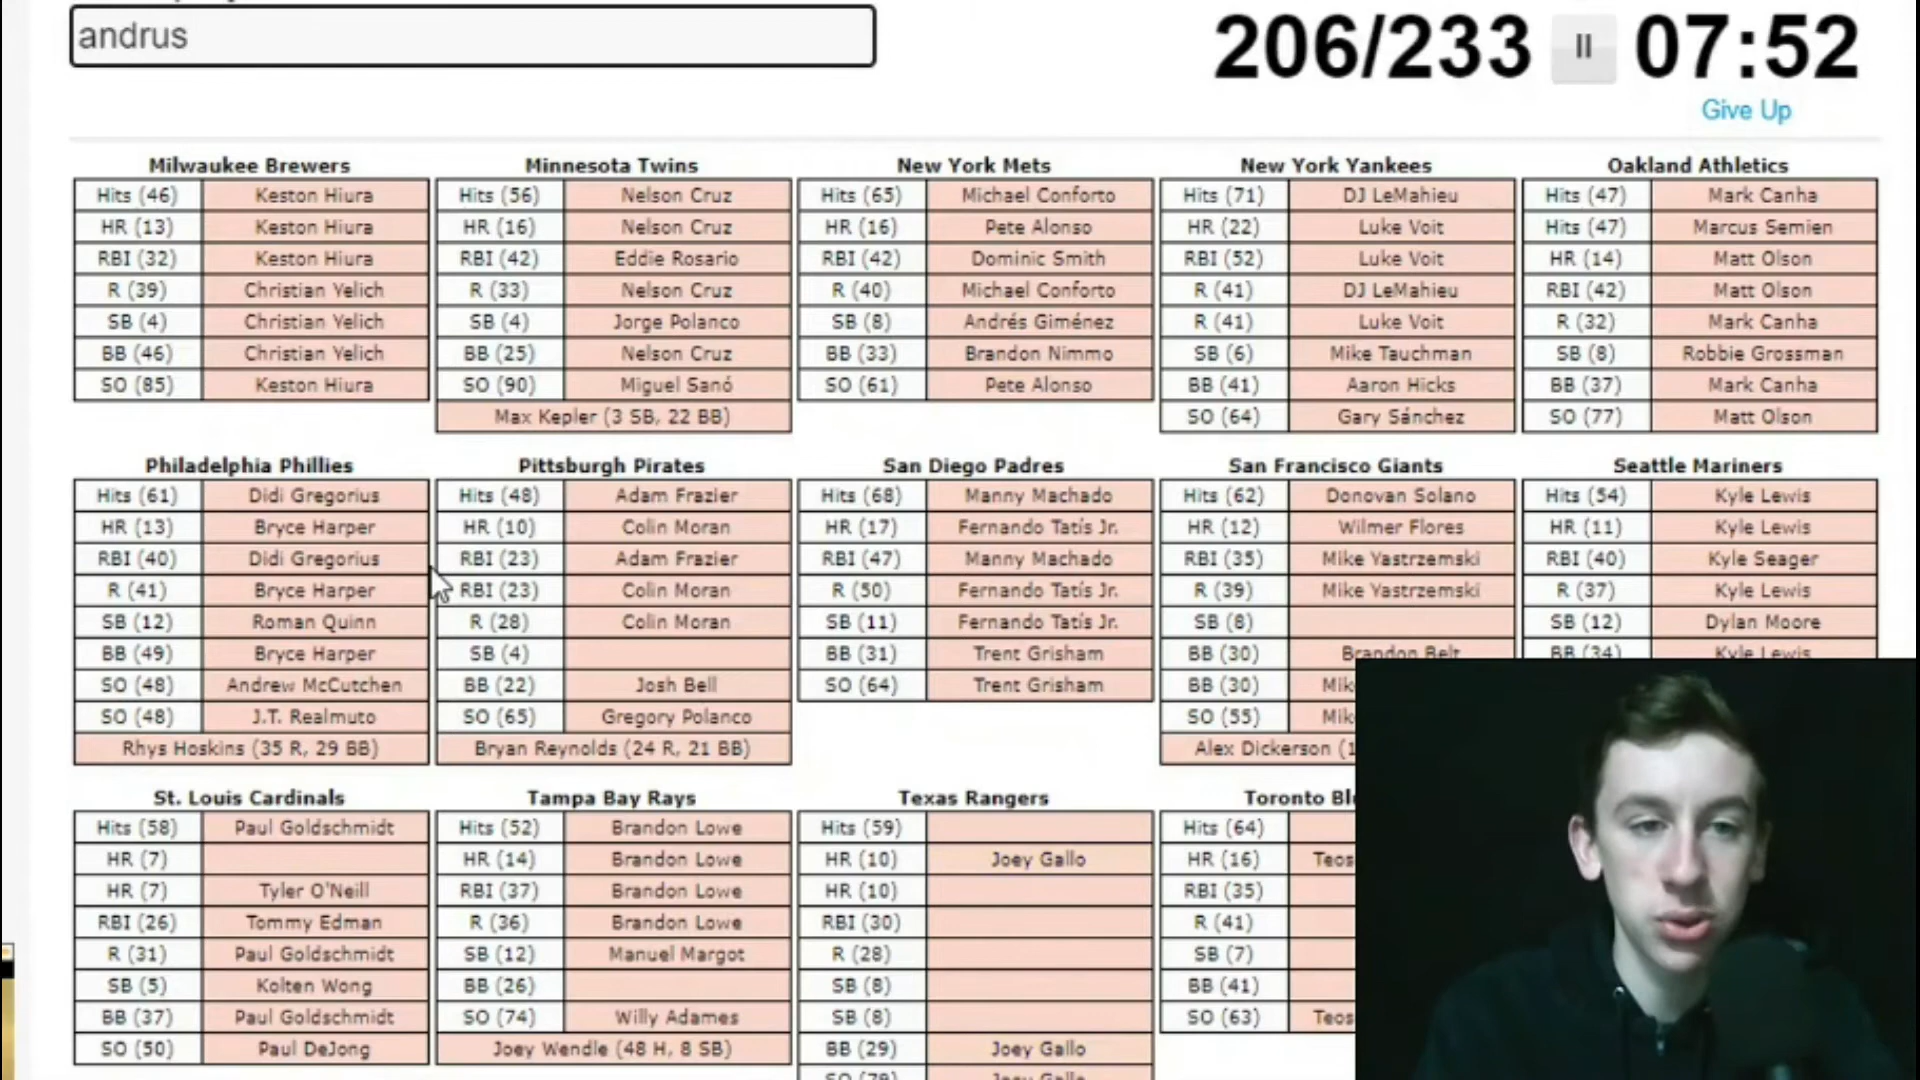 andrus
206/233 07:52
Give Up
Milwaukee Brewers Minnesota Twins New York Mets New York Yankees Oakland Athletics
Hits (46) Keston Hiura Hits (56) Nelson Cruz Hits (65) Michael Conforto Hits (71) DJ LeMahieu Hits (47) Mark Canha
HR (13) Keston Hiura HR (16) Nelson Cruz HR (16) Pete Alonso HR (22) Luke Voit Hits (47) Marcus Semien
RBI (32) Keston Hiura RBI (42) Eddie Rosario RBI (42) Dominic Smith RBI (52) Luke Voit HR (14) Matt Olson
R (39) Christian Yelich R (33) Nelson Cruz R (40) Michael Conforto R (41) DJ LeMahieu RBI (42) Matt Olson
SB (4) Christian Yelich SB (4) Jorge Polanco SB (8) Andrés Giménez R (41) Luke Voit R (32) Mark Canha
BB (46) Christian Yelich BB (25) Nelson Cruz BB (33) Brandon Nimmo SB (6) Mike Tauchman SB (8) Robbie Grossman
SO (85) Keston Hiura SO (90) Miguel Sanó SO (61) Pete Alonso BB (41) Aaron Hicks BB (37) Mark Canha
Max Kepler (3 SB, 22 BB) SO (64) Gary Sánchez SO (77) Matt Olson
Philadelphia Phillies Pittsburgh Pirates San Diego Padres San Francisco Giants Seattle Mariners
Hits (61) Didi Gregorius Hits (48) Adam Frazier Hits (68) Manny Machado Hits (62) Donovan Solano Hits (54) Kyle Lewis
HR (13) Bryce Harper HR (10) Colin Moran HR (17) Fernando Tatís Jr. HR (12) Wilmer Flores HR (11) Kyle Lewis
RBI (40) Didi Gregorius RBI (23) Adam Frazier RBI (47) Manny Machado RBI (35) Mike Yastrzemski RBI (40) Kyle Seager
R (41) Bryce Harper RBI (23) Colin Moran R (50) Fernando Tatís Jr. R (39) Mike Yastrzemski R (37) Kyle Lewis
SB (12) Roman Quinn R (28) Colin Moran SB (11) Fernando Tatís Jr. SB (8) SB (12) Dylan Moore
BB (49) Bryce Harper SB (4) BB (31) Trent Grisham BB (30) Brandon Belt BB (34) Kyle Lewis
SO (48) Andrew McCutchen BB (22) Josh Bell SO (64) Trent Grisham BB (30) Mik
SO (48) J.T. Realmuto SO (65) Gregory Polanco SO (55) Mik
Rhys Hoskins (35 R, 29 BB) Bryan Reynolds (24 R, 21 BB) Alex Dickerson (1
St. Louis Cardinals Tampa Bay Rays Texas Rangers Toronto Bl
Hits (58) Paul Goldschmidt Hits (52) Brandon Lowe Hits (59) Hits (64)
HR (7) HR (14) Brandon Lowe HR (10) Joey Gallo HR (16) Teos
HR (7) Tyler O'Neill RBI (37) Brandon Lowe HR (10) RBI (35)
RBI (26) Tommy Edman R (36) Brandon Lowe RBI (30) R (41)
R (31) Paul Goldschmidt SB (12) Manuel Margot R (28) SB (7)
SB (5) Kolten Wong BB (26) SB (8) BB (41)
BB (37) Paul Goldschmidt SO (74) Willy Adames SB (8) SO (63) Teos
SO (50) Paul DeJong Joey Wendle (48 H, 8 SB) BB (29) Joey Gallo
Joey Gallo